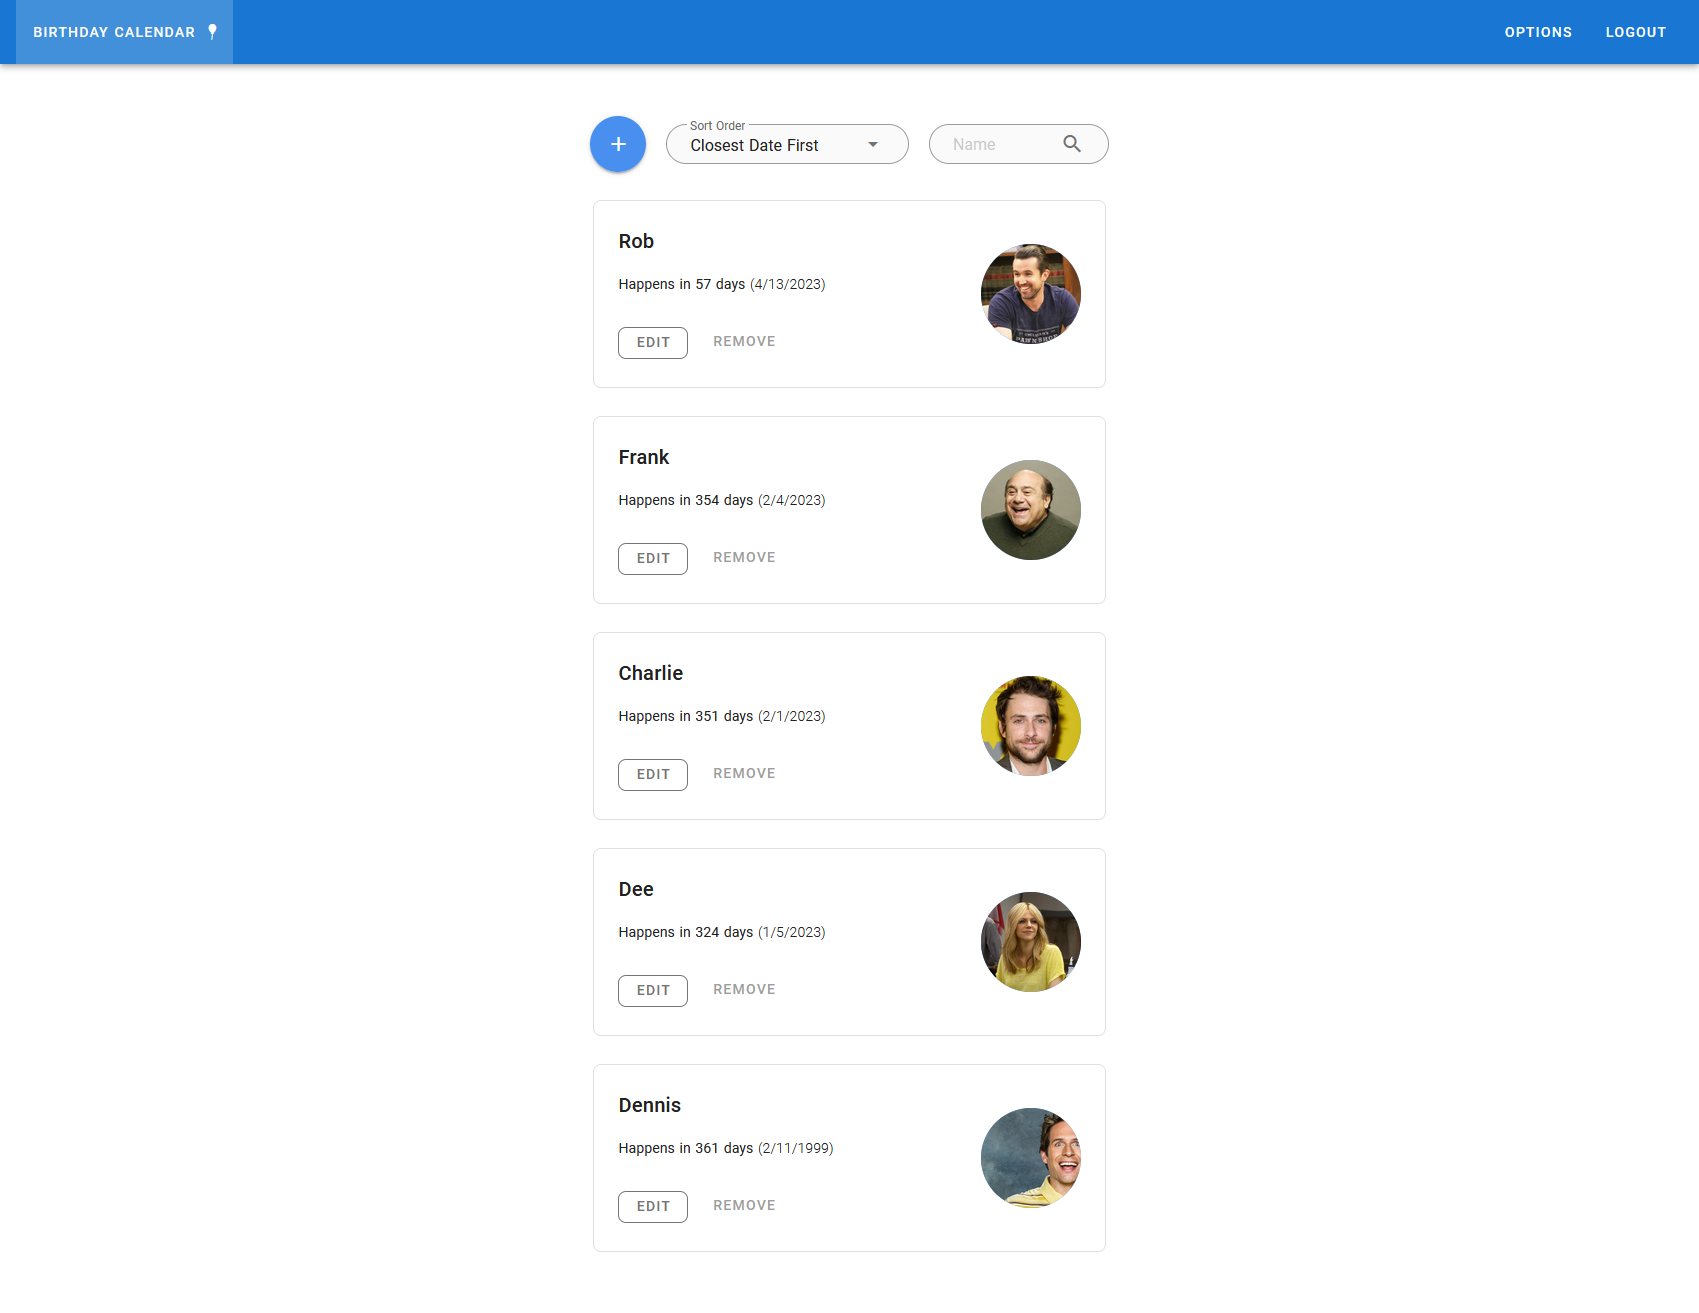 BIRTHDAY CALENDAR
OPTIONS
LOGOUT
Sort Order
Closest Date First
Name
Rob
Happens in 57 days (4/13/2023)
EDIT
REMOVE
Frank
Happens in 354 days (2/4/2023)
EDIT
REMOVE
Charlie
Happens in 351 days (2/1/2023)
EDIT
REMOVE
Dee
Happens in 324 days (1/5/2023)
EDIT
REMOVE
Dennis
Happens in 361 days (2/11/1999)
EDIT
REMOVE